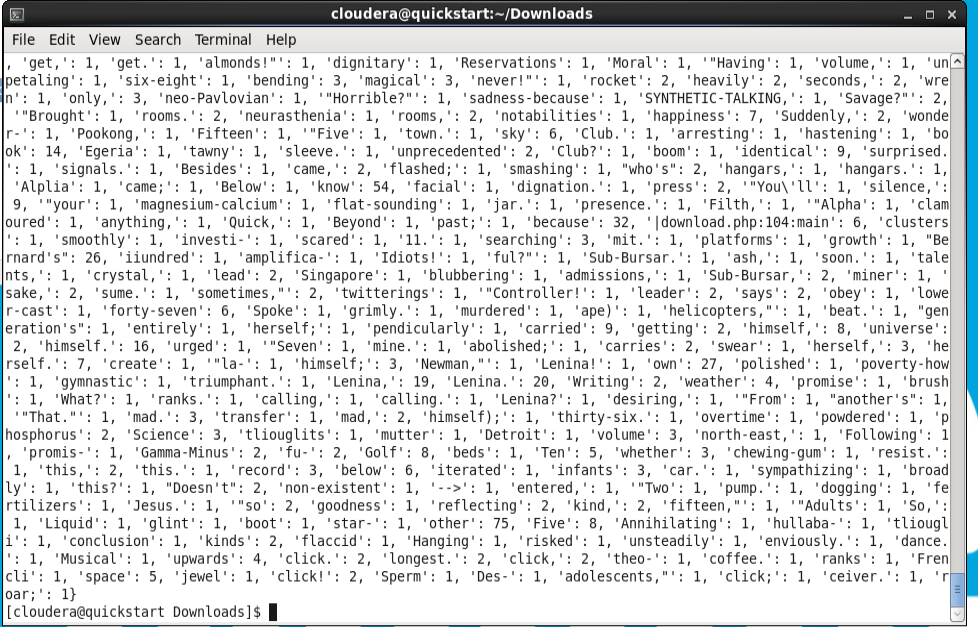 cloudera@quickstart:~/Downloads
File Edit View Search Terminal Help
, 'get,': 1, 'get.': 1, 'almonds!"': 1, 'dignitary': 1, 'Reservations': 1, 'Moral': 1, '"Having': 1, 'volume,': 1, 'un
petaling': 1, 'six-eight': 1, 'bending': 3, 'magical': 3, 'never!"': 1, 'rocket': 2, 'heavily': 2, 'seconds,': 2, 'wre
n': 1, 'only,': 3, 'neo-Pavlovian': 1, '"Horrible?"': 1, 'sadness-because': 1, 'SYNTHETIC-TALKING,': 1, 'Savage?"': 2,
 '"Brought': 1, 'rooms.': 2, 'neurasthenia': 1, 'rooms,': 2, 'notabilities': 1, 'happiness': 7, 'Suddenly,': 2, 'wonde
r-': 1, 'Pookong,': 1, 'Fifteen': 1, '"Five': 1, 'town.': 1, 'sky': 6, 'Club.': 1, 'arresting': 1, 'hastening': 1, 'bo
ok': 14, 'Egeria': 1, 'tawny': 1, 'sleeve.': 1, 'unprecedented': 2, 'Club?': 1, 'boom': 1, 'identical': 9, 'surprised.
': 1, 'signals.': 1, 'Besides': 1, 'came,': 2, 'flashed;': 1, 'smashing': 1, "who's": 2, 'hangars,': 1, 'hangars.': 1,
 'Alplia': 1, 'came;': 1, 'Below': 1, 'know': 54, 'facial': 1, 'dignation.': 1, 'press': 2, '"You\'ll': 1, 'silence,':
 9, '"your': 1, 'magnesium-calcium': 1, 'flat-sounding': 1, 'jar.': 1, 'presence.': 1, 'Filth,': 1, '"Alpha': 1, 'clam
oured': 1, 'anything,': 1, 'Quick,': 1, 'Beyond': 1, 'past;': 1, 'because': 32, '|download.php:104:main': 6, 'clusters
': 1, 'smoothly': 1, 'investi-': 1, 'scared': 1, '11.': 1, 'searching': 3, 'mit.': 1, 'platforms': 1, 'growth': 1, "Be
rnard's": 26, 'iiundred': 1, 'amplifica-': 1, 'Idiots!': 1, 'ful?"': 1, 'Sub-Bursar.': 1, 'ash,': 1, 'soon.': 1, 'tale
nts,': 1, 'crystal,': 1, 'lead': 2, 'Singapore': 1, 'blubbering': 1, 'admissions,': 1, 'Sub-Bursar,': 2, 'miner': 1, '
sake,': 2, 'sume.': 1, 'sometimes,"': 2, 'twitterings': 1, '"Controller!': 1, 'leader': 2, 'says': 2, 'obey': 1, 'lowe
r-cast': 1, 'forty-seven': 6, 'Spoke': 1, 'grimly.': 1, 'murdered': 1, 'ape)': 1, 'helicopters,"': 1, 'beat.': 1, "gen
eration's": 1, 'entirely': 1, 'herself;': 1, 'pendicularly': 1, 'carried': 9, 'getting': 2, 'himself,': 8, 'universe':
 2, 'himself.': 16, 'urged': 1, '"Seven': 1, 'mine.': 1, 'abolished;': 1, 'carries': 2, 'swear': 1, 'herself,': 3, 'he
rself.': 7, 'create': 1, '"la-': 1, 'himself;': 3, 'Newman,"': 1, 'Lenina!': 1, 'own': 27, 'polished': 1, 'poverty-how
': 1, 'gymnastic': 1, 'triumphant.': 1, 'Lenina,': 19, 'Lenina.': 20, 'Writing': 2, 'weather': 4, 'promise': 1, 'brush
': 1, 'What?': 1, 'ranks.': 1, 'calling,': 1, 'calling.': 1, 'Lenina?': 1, 'desiring,': 1, '"From': 1, "another's": 1,
 '"That."': 1, 'mad.': 3, 'transfer': 1, 'mad,': 2, 'himself);': 1, 'thirty-six.': 1, 'overtime': 1, 'powdered': 1, 'p
hosphorus': 2, 'Science': 3, 'tliouglits': 1, 'mutter': 1, 'Detroit': 1, 'volume': 3, 'north-east,': 1, 'Following': 1
, 'promis-': 1, 'Gamma-Minus': 2, 'fu-': 2, 'Golf': 8, 'beds': 1, 'Ten': 5, 'whether': 3, 'chewing-gum': 1, 'resist.':
 1, 'this,': 2, 'this.': 1, 'record': 3, 'below': 6, 'iterated': 1, 'infants': 3, 'car.': 1, 'sympathizing': 1, 'broad
ly': 1, 'this?': 1, "Doesn't": 2, 'non-existent': 1, '-->': 1, 'entered,': 1, '"Two': 1, 'pump.': 1, 'dogging': 1, 'fe
rtilizers': 1, 'Jesus.': 1, '"so': 2, 'goodness': 1, 'reflecting': 2, 'kind,': 2, 'fifteen,"': 1, '"Adults': 1, 'So,':
 1, 'Liquid': 1, 'glint': 1, 'boot': 1, 'star-': 1, 'other': 75, 'Five': 8, 'Annihilating': 1, 'hullaba-': 1, 'tliougl
i': 1, 'conclusion': 1, 'kinds': 2, 'flaccid': 1, 'Hanging': 1, 'risked': 1, 'unsteadily': 1, 'enviously.': 1, 'dance.
': 1, 'Musical': 1, 'upwards': 4, 'click.': 2, 'longest.': 2, 'click,': 2, 'theo-': 1, 'coffee.': 1, 'ranks': 1, 'Fren
cli': 1, 'space': 5, 'jewel': 1, 'click!': 2, 'Sperm': 1, 'Des-': 1, 'adolescents,"': 1, 'click;': 1, 'ceiver.': 1, 'r
oar;': 1}
[cloudera@quickstart Downloads]$